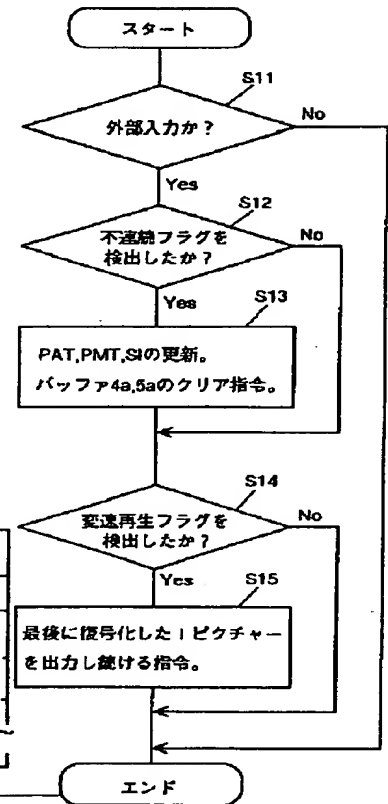 スタート
S11
外部入力か？
No
Yes
S12
不連続フラグを
検出したか？
No
Yes
S13
PAT,PMT,SIの更新。
バッファ4a,5aのクリア指令。
S14
変速再生フラグを
検出したか？
No
Yes
S15
最後に復号化したIピクチャー
を出力し続ける指令。
エンド